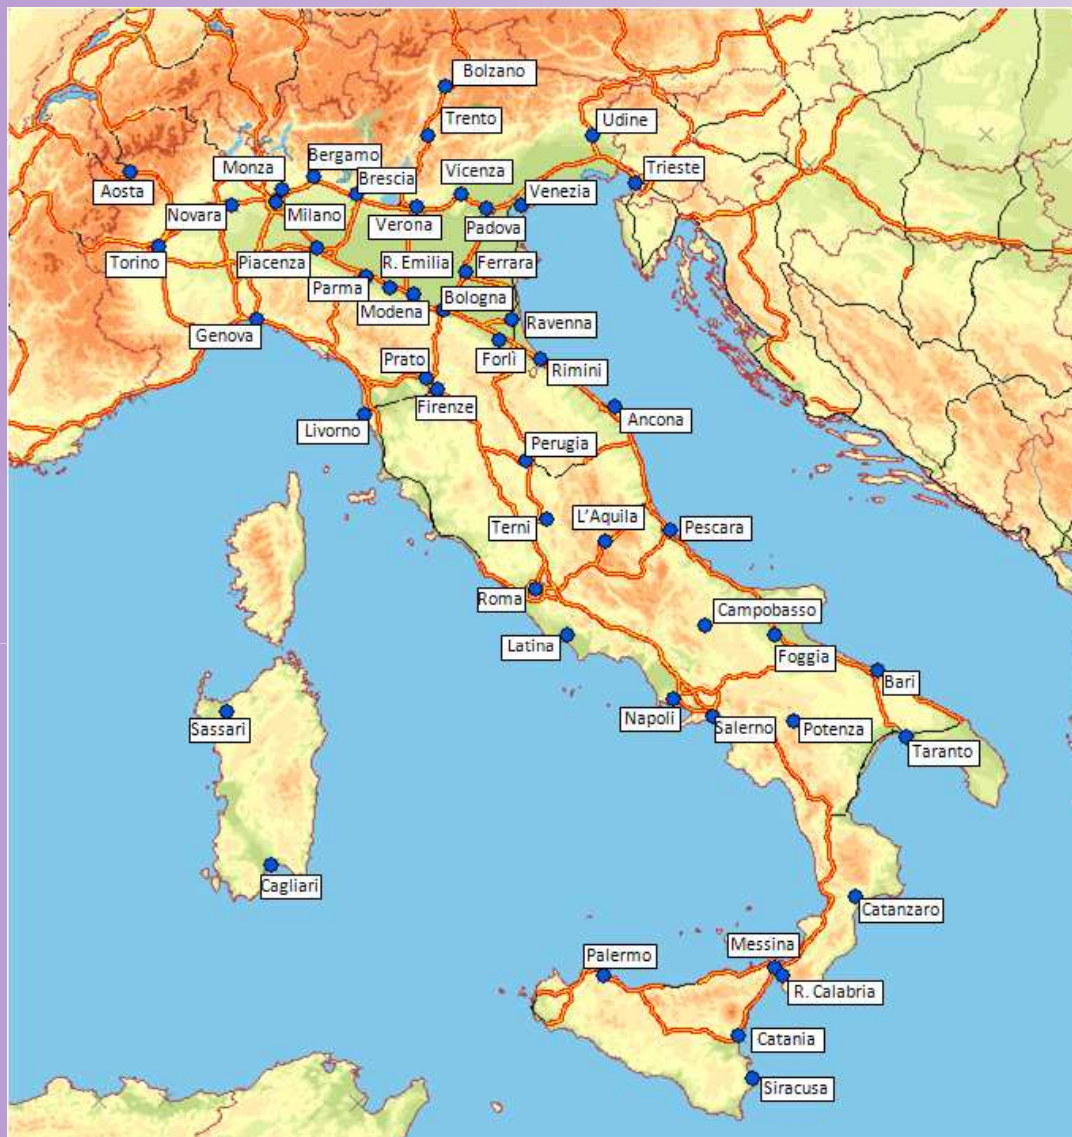 Bolzano
Trento
Udine
Bergamo
Monza
Brescia
Vicenza
Trieste
Aosta
Venezia
Novara
Milano
Verona
Padova
Torino
Piacenza
R. Emilia
Ferrara
Parma
Modena
Bologna
Genova
Ravenna
Forlì
Prato
Rimini
Firenze
Livorno
Ancona
Perugia
Terni
L'Aquila
Pescara
Roma
Campobasso
Latina
Foggia
Bari
Napoli
Sassari
Salerno
Potenza
Taranto
Cagliari
Catanzaro
Messina
Palermo
R. Calabria
Catania
Siracusa